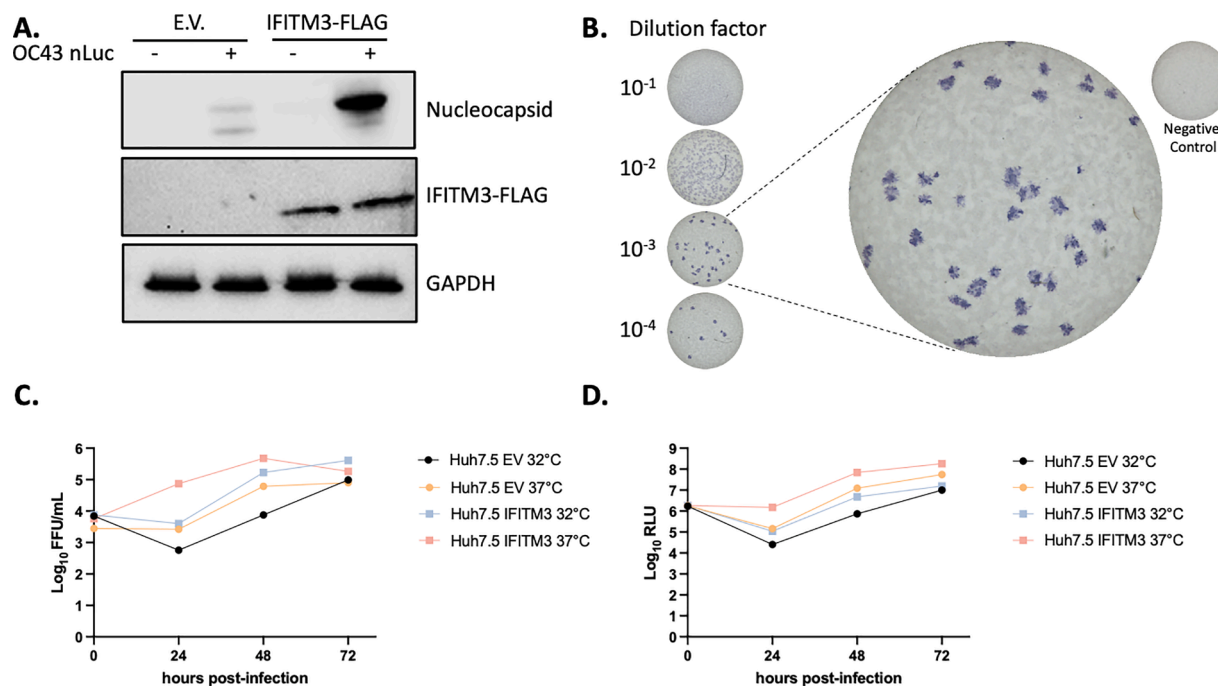 A.
E.V.
IFITM3-FLAG
OC43 nLuc
-
+
-
+
Nucleocapsid
IFITM3-FLAG
GAPDH
B.
Dilution factor
10-1
10-2
10-3
10-4
Negative
Control
C.
Log10 FFU/mL
6
5
4
3
2
1
0
0
24
48
72
hours post-infection
Huh7.5 EV 32°C
Huh7.5 EV 37°C
Huh7.5 IFITM3 32°C
Huh7.5 IFITM3 37°C
D.
Log10 RLU
9
8
7
6
5
4
3
2
1
0
0
24
48
72
hours post-infection
Huh7.5 EV 32°C
Huh7.5 EV 37°C
Huh7.5 IFITM3 32°C
Huh7.5 IFITM3 37°C